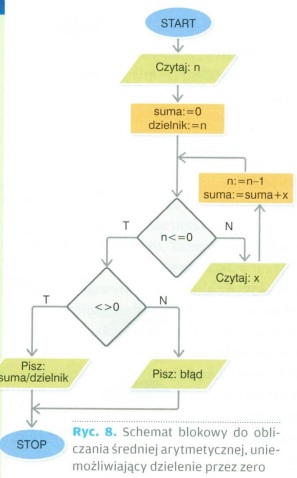 START
Czytaj: n
suma:=0
dzielnik:=n
n:=n–1
suma:=suma+x
T
n<=0
N
Czytaj: x
T
<>0
N
Pisz:
suma/dzielnik
Pisz: błąd
STOP
Ryc. 8. Schemat blokowy do obli-
czania średniej arytmetycznej, unie-
możliwiający dzielenie przez zero